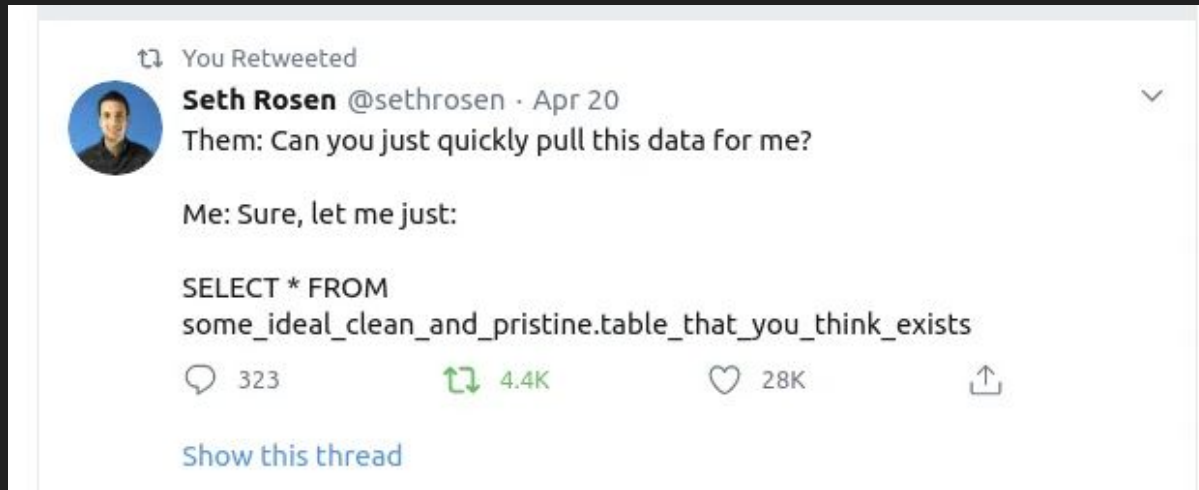 You Retweeted
Seth Rosen @sethrosen · Apr 20
Them: Can you just quickly pull this data for me?
Me: Sure, let me just:
SELECT * FROM
some_ideal_clean_and_pristine.table_that_you_think_exists
323 4.4K 28K
Show this thread